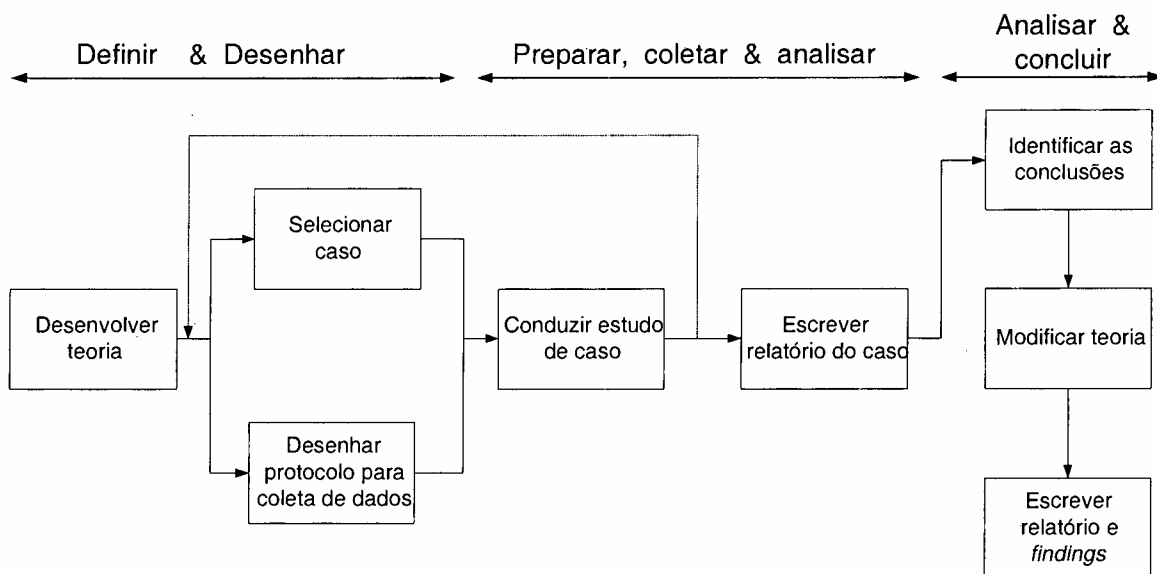 Definir & Desenhar
Preparar, coletar & analisar
Analisar &
concluir
Desenvolver
teoria
Selecionar
caso
Desenhar
protocolo para
coleta de dados
Conduzir estudo
de caso
Escrever
relatório do caso
Identificar as
conclusões
Modificar teoria
Escrever
relatório e
findings